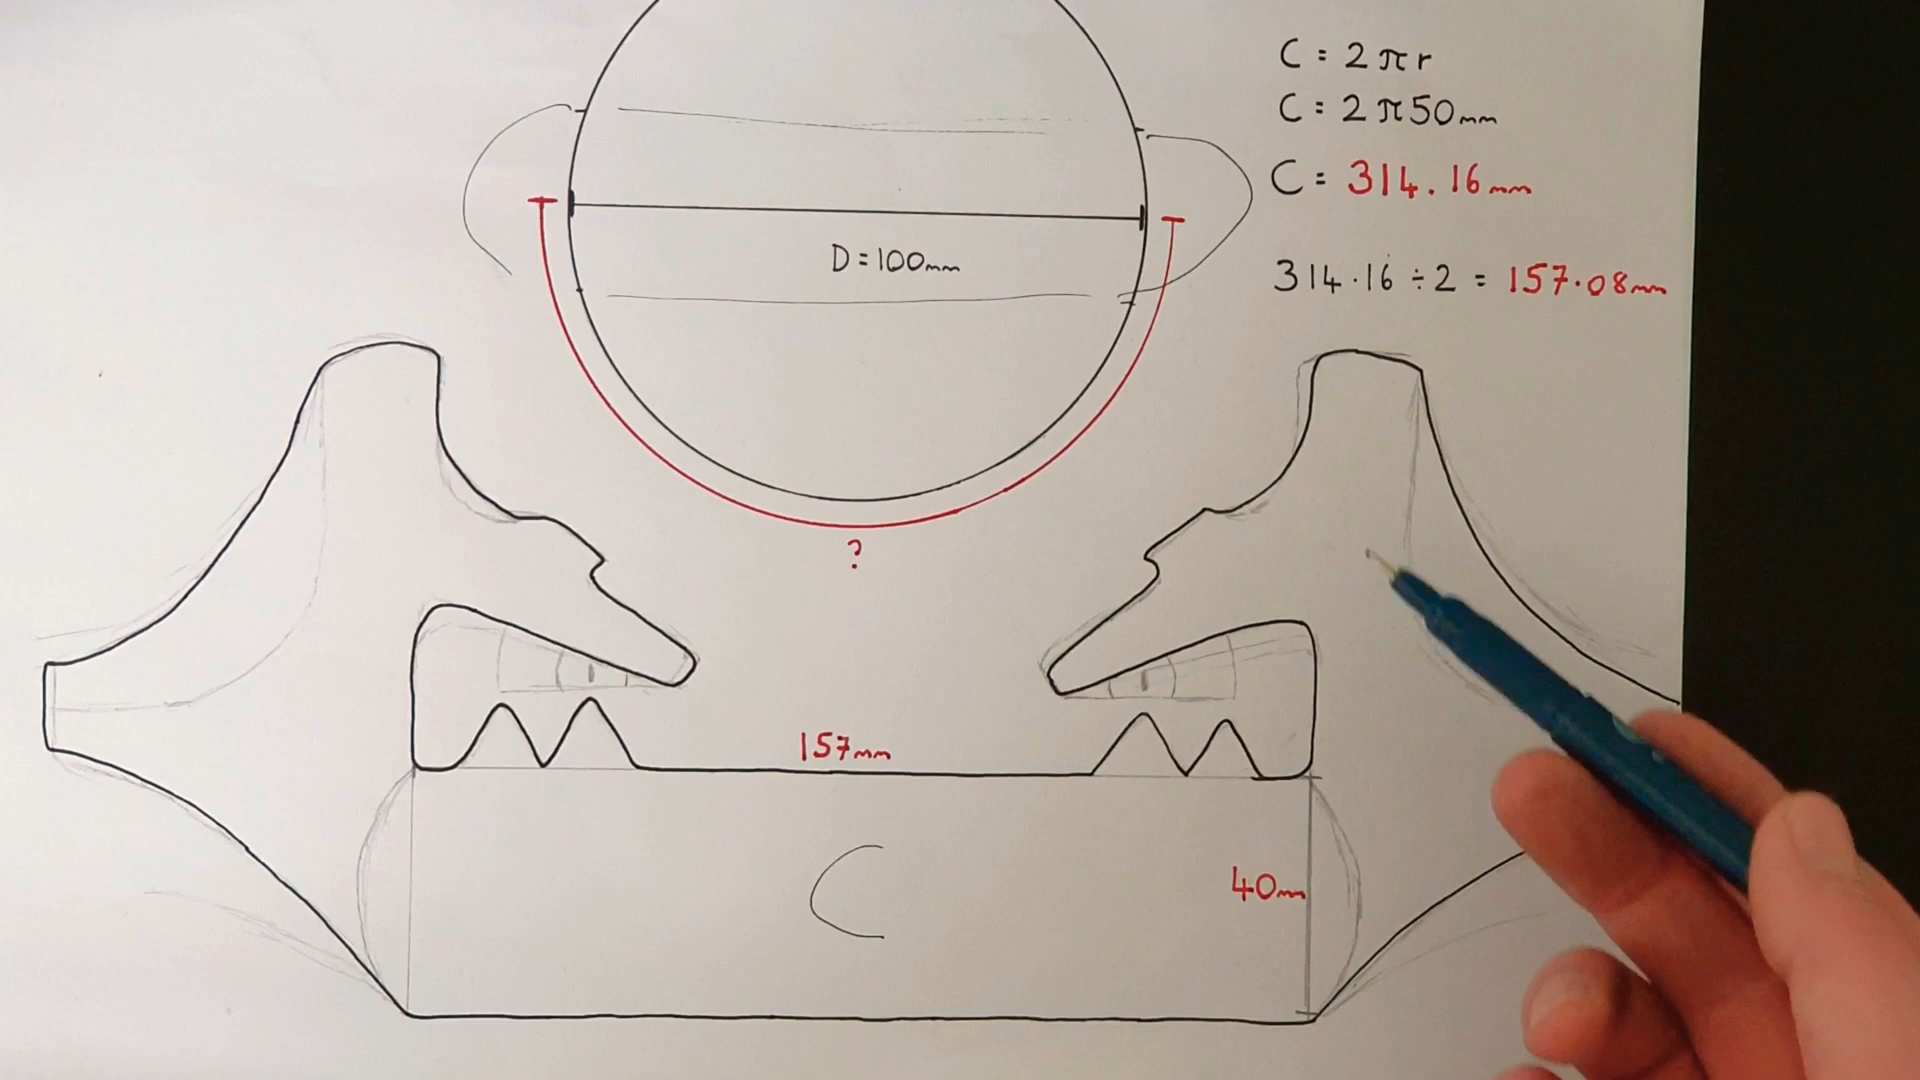 C = 2πr
C = 2π50mm
C = 314.16mm
D=100mm
314.16 ÷ 2 = 157.08mm
?
157mm
40mm
C